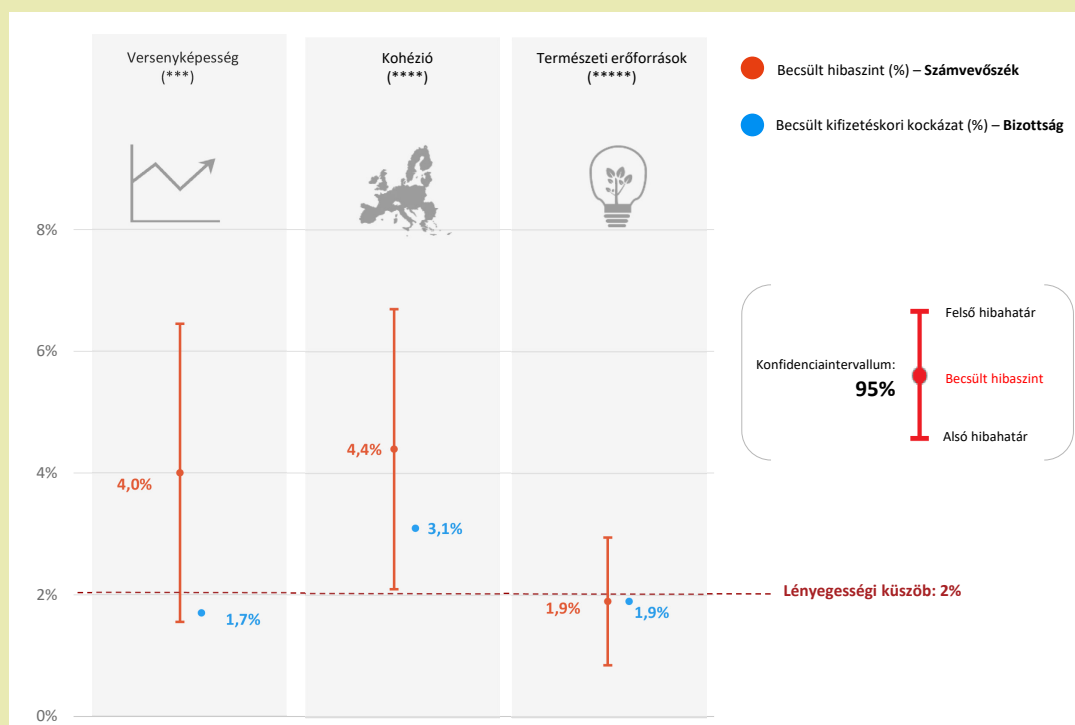 Versenyképesség
(***)
Kohézió
(****)
Természeti erőforrások
(*****)
Becsült hibaszint (%) – Számvevőszék
Becsült kifizetéskori kockázat (%) – Bizottság
8%
6%
4%
2%
0%
4,0%
1,7%
4,4%
3,1%
1,9%
1,9%
Felső hibahatár
Konfidenciaintervallum:
95%
Becsült hibaszint
Alsó hibahatár
Lényegességi küszöb: 2%